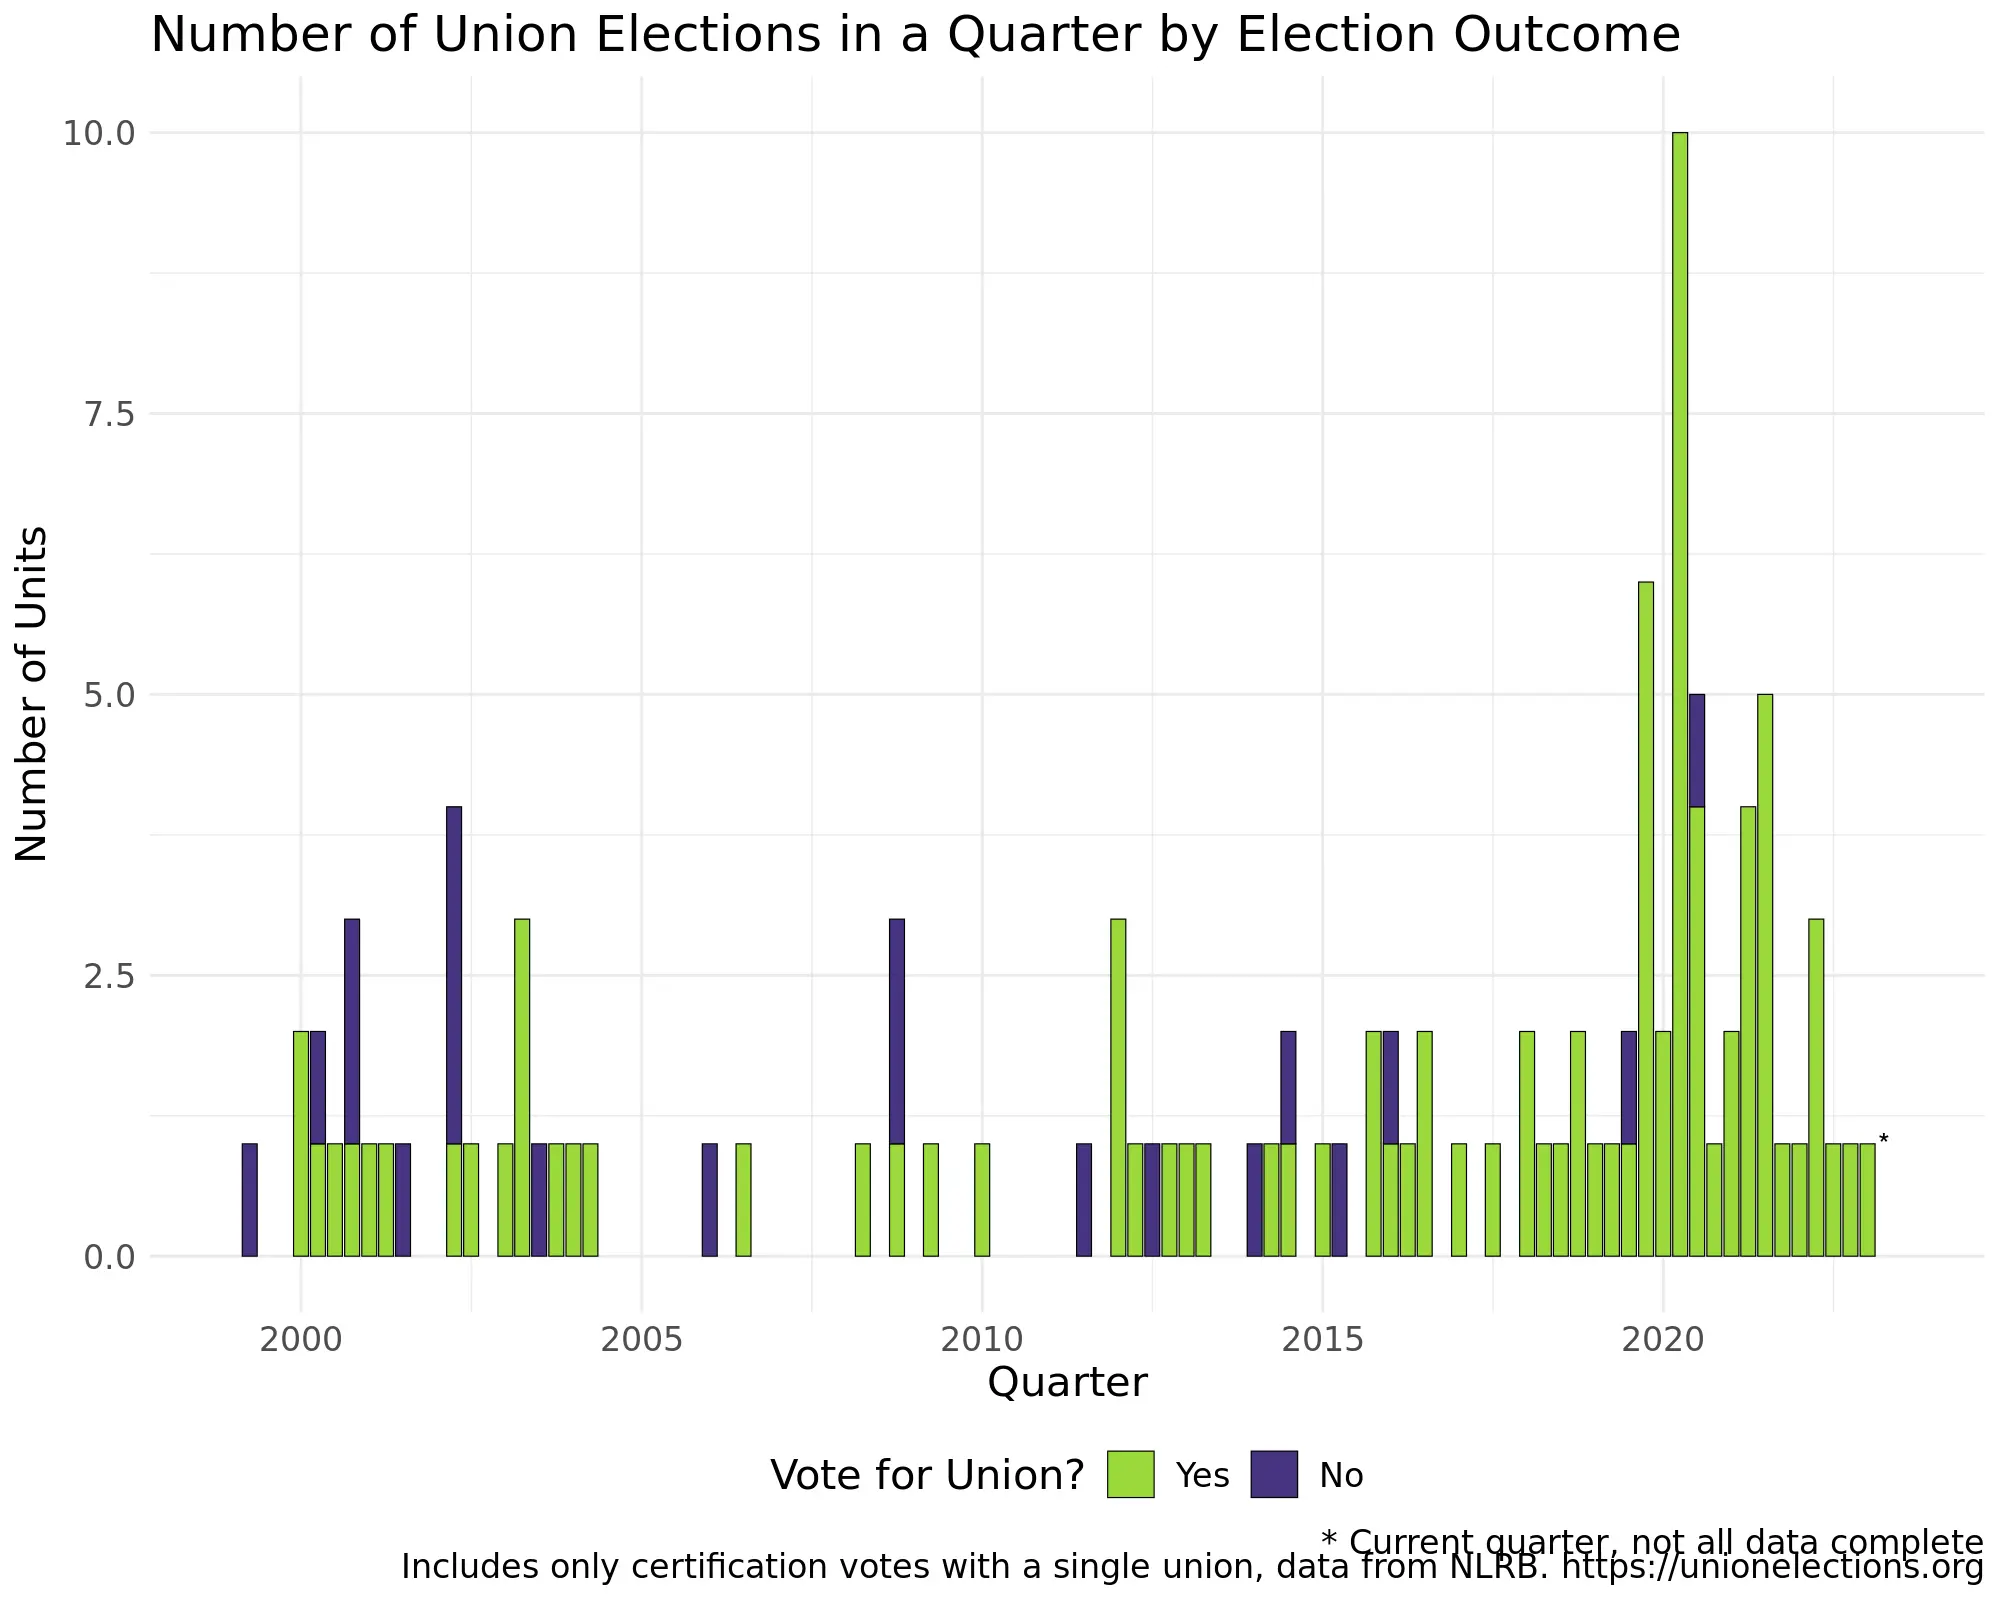 Number of Union Elections in a Quarter by Election Outcome
10.0
7.5
5.0
2.5
0.0
Number of Units
*
2000 2005 2010 2015 2020
Quarter
Vote for Union? Yes No
* Current quarter, not all data complete
Includes only certification votes with a single union, data from NLRB. https://unionelections.org